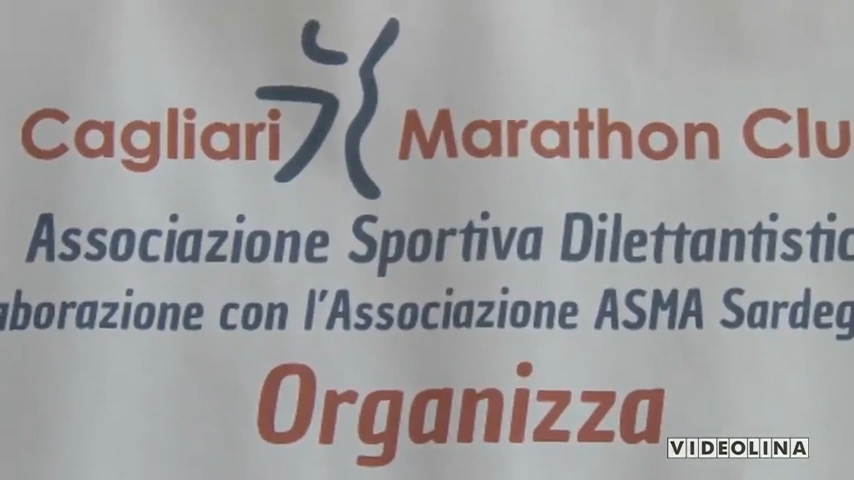 Cagliari Marathon Clu
Associazione Sportiva Dilettantistic
aborazione con l'Associazione ASMA Sardeg
Organizza
VIDEOLINA